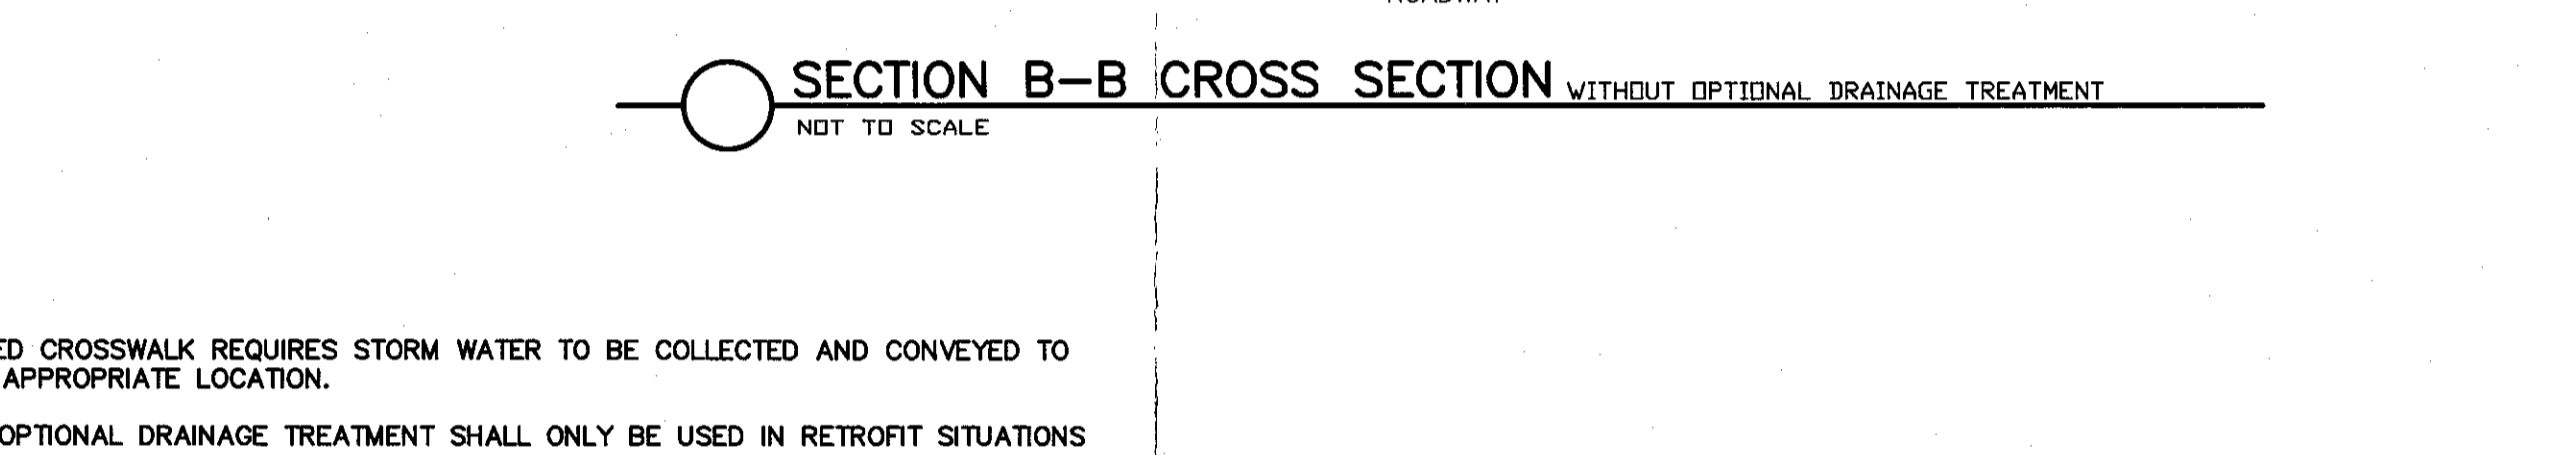 SECTION B-B CROSS SECTION WITHOUT OPTIONAL DRAINAGE TREATMENT
NOT TO SCALE
CROSSWALK REQUIRES STORM WATER TO BE COLLECTED AND CONVEYED TO
APPROPRIATE LOCATION.
OPTIONAL DRAINAGE TREATMENT SHALL ONLY BE USED IN RETROFIT SITUATIONS